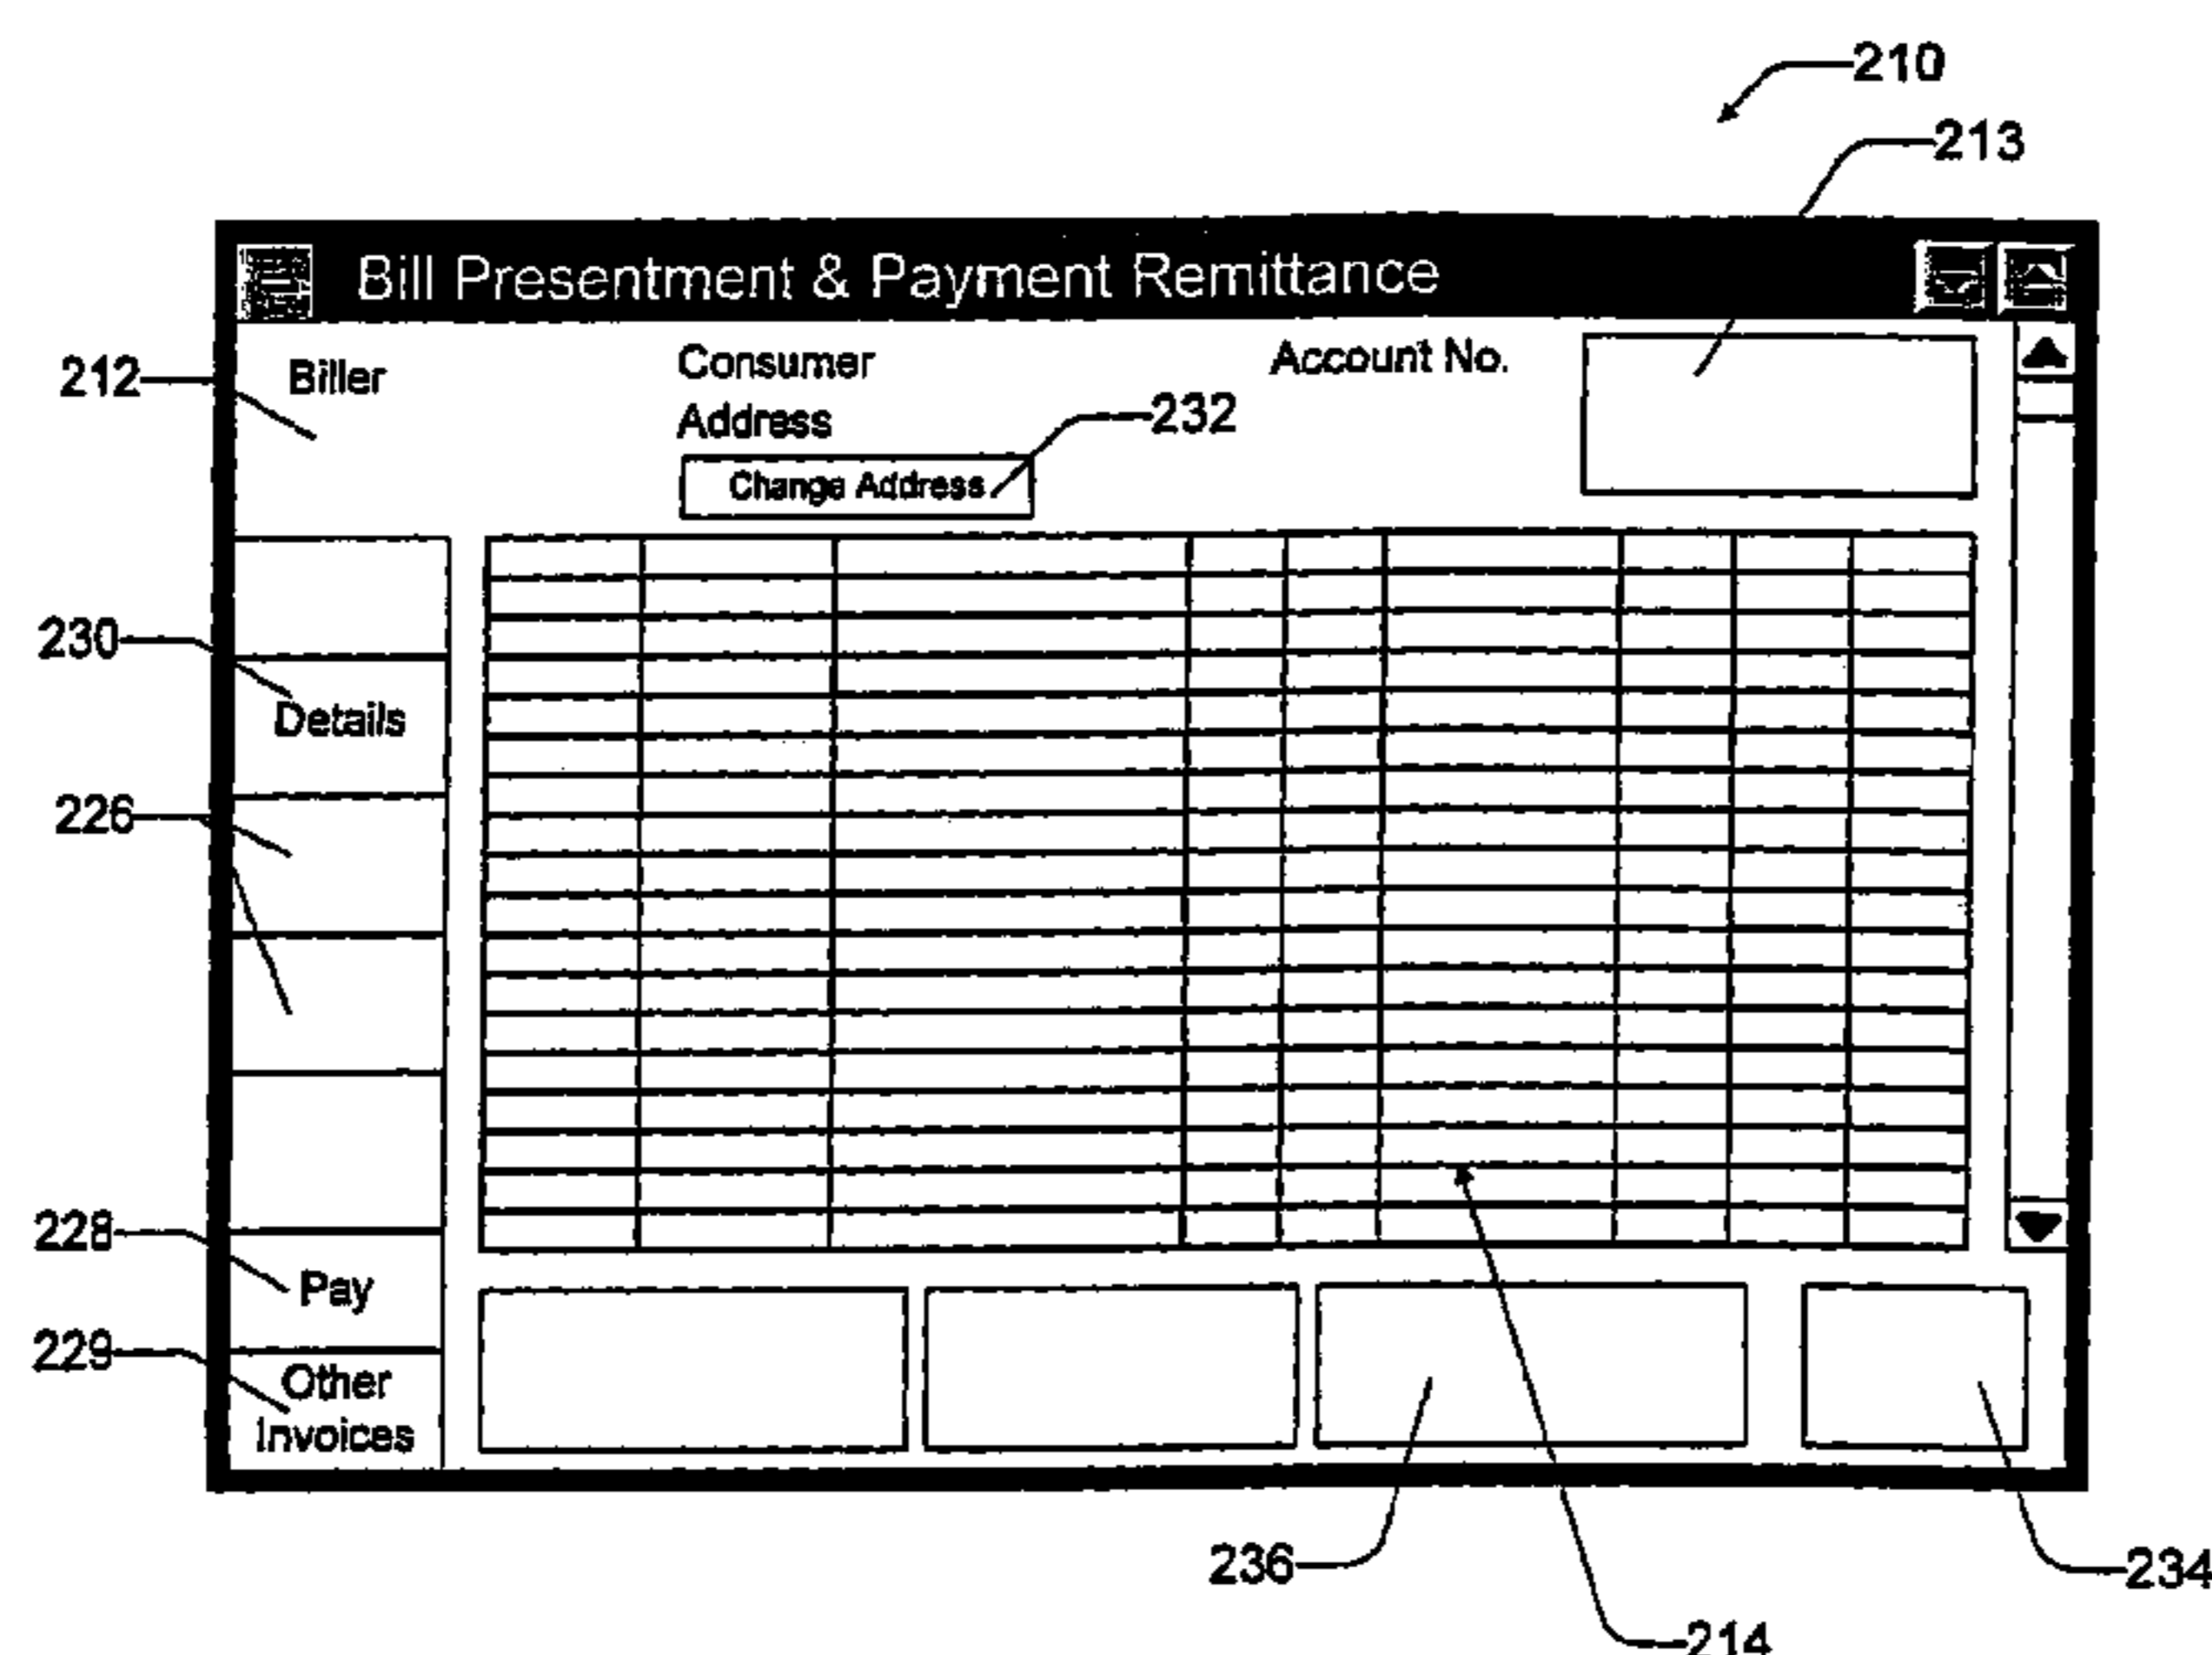 210
213
Bill Presentment & Payment Remittance
212
Biller
Consumer
Address
Account No.
232
Change Address
230
Details
226
228
Pay
229
Other
Invoices
236
234
214